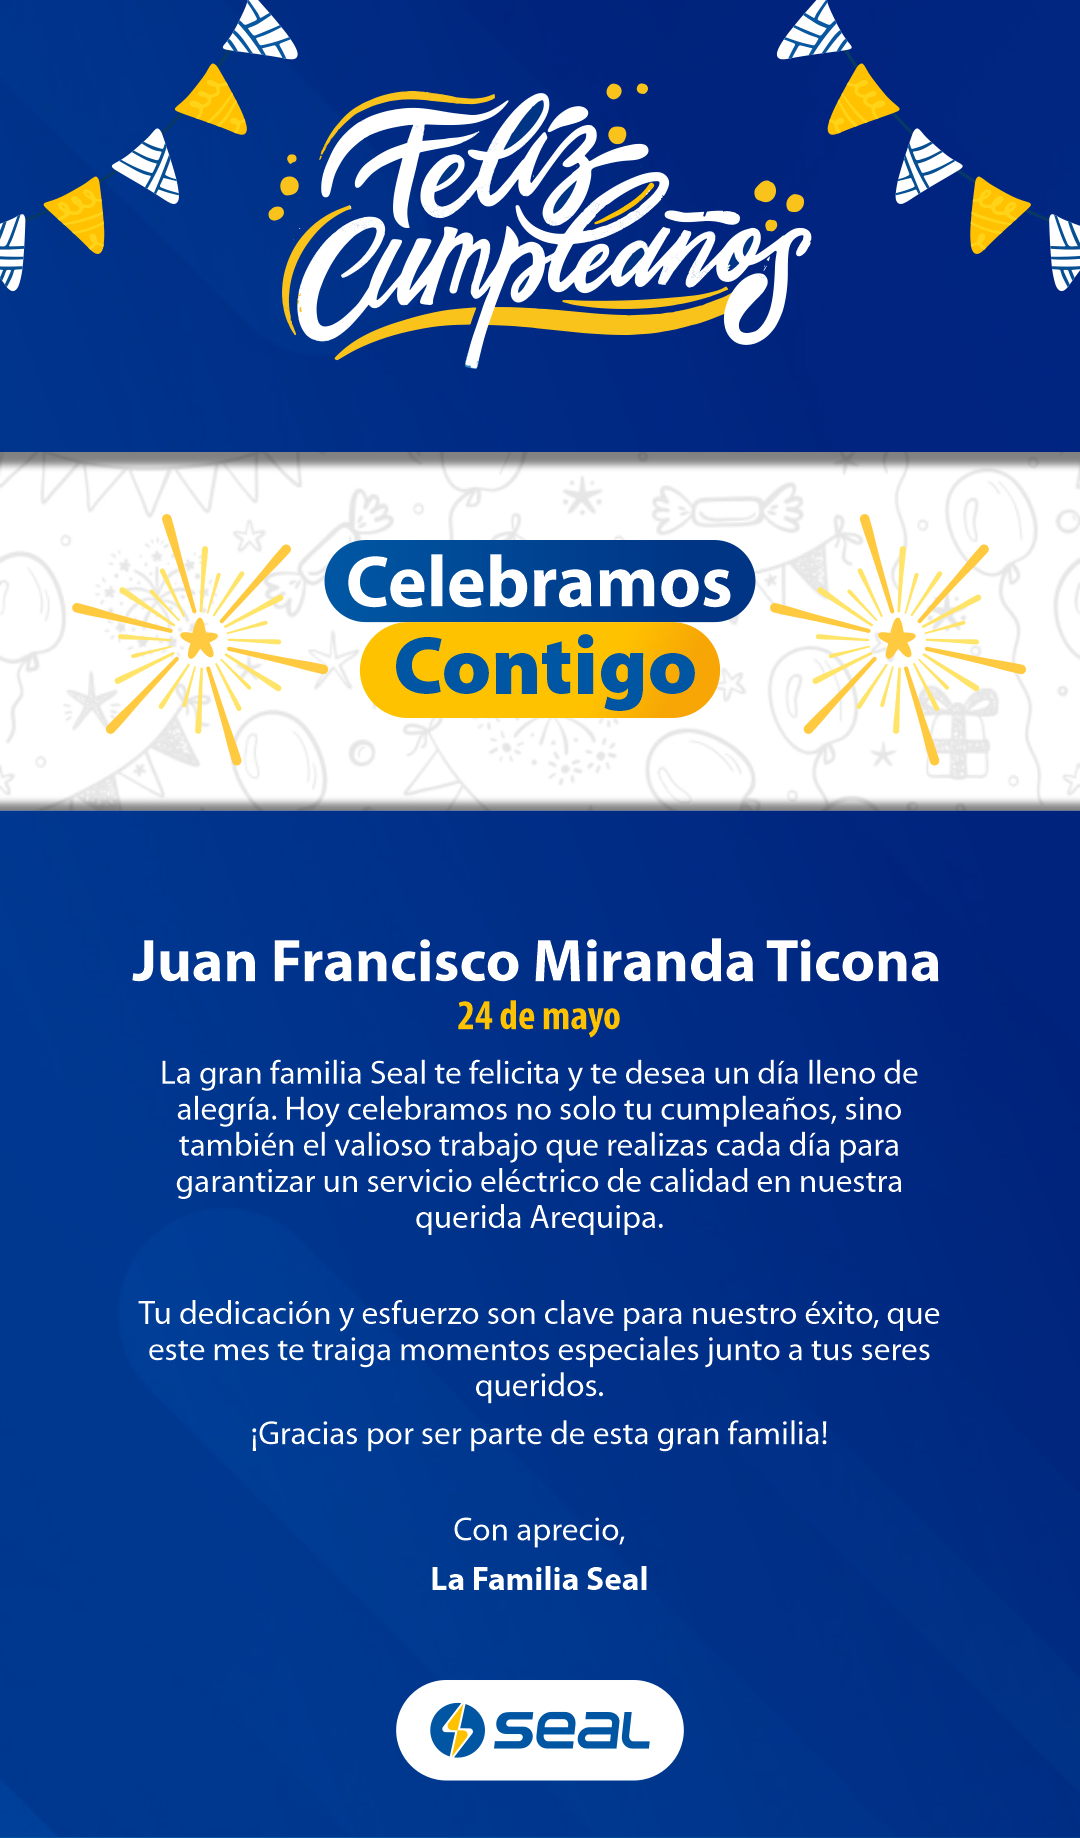 Feliz
Cumpleaños
Celebramos
Contigo
Juan Francisco Miranda Ticona
24 de mayo
La gran familia Seal te felicita y te desea un día lleno de
alegría. Hoy celebramos no solo tu cumpleaños, sino
también el valioso trabajo que realizas cada día para
garantizar un servicio eléctrico de calidad en nuestra
querida Arequipa.
Tu dedicación y esfuerzo son clave para nuestro éxito, que
este mes te traiga momentos especiales junto a tus seres
queridos.
¡Gracias por ser parte de esta gran familia!
Con aprecio,
La Familia Seal
seal